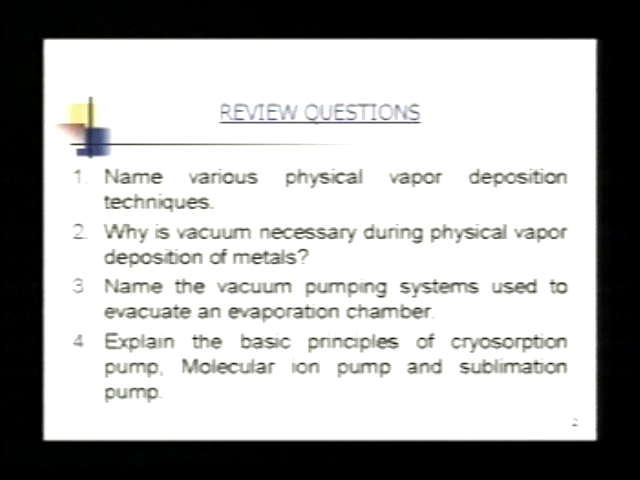 REVIEW QUESTIONS
1. Name various physical vapor deposition
techniques.
2. Why is vacuum necessary during physical vapor
deposition of metals?
3 Name the vacuum pumping systems used to
evacuate an evaporation chamber.
4 Explain the basic principles of cryosorption
pump, Molecular ion pump and sublimation
pump.
2